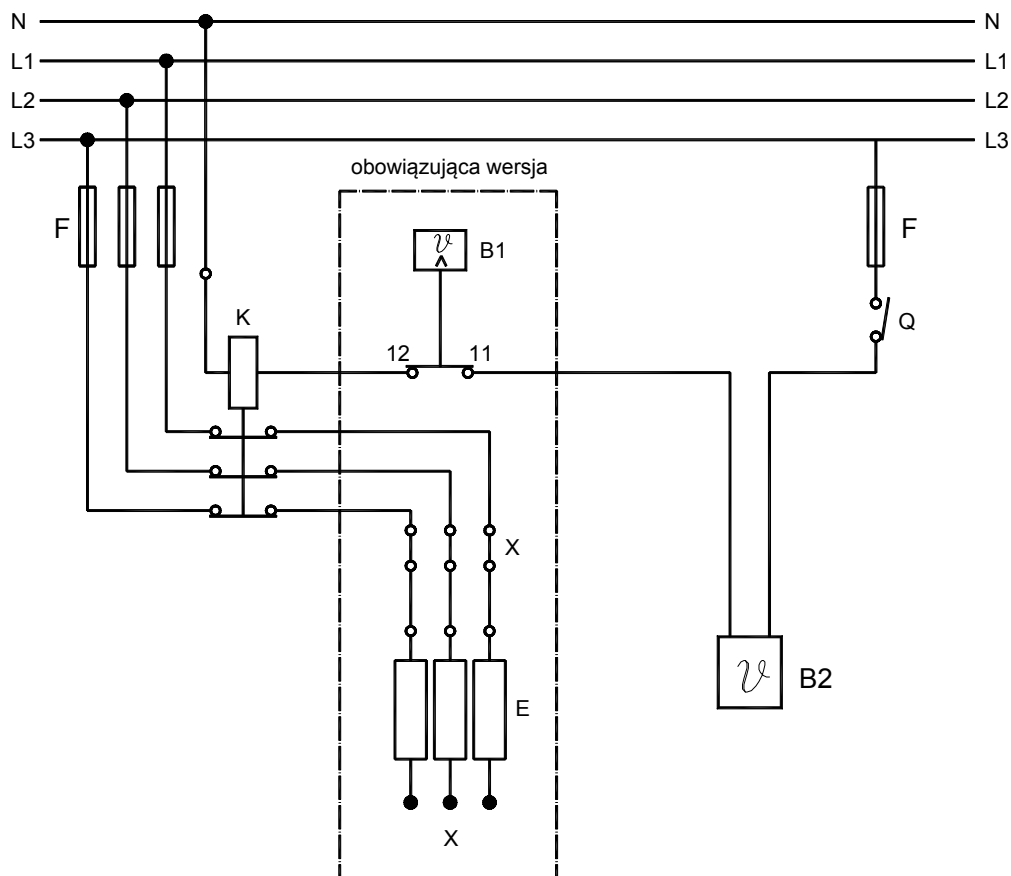 N N
L1 L1
L2 L2
L3 L3
obowiązująca wersja
F F
ϑ B1
K Q
12 11
X
E
ϑ B2
X